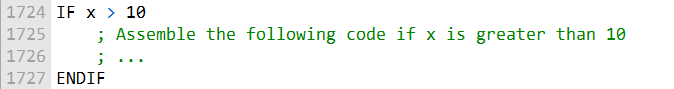 1724 IF x > 10
1725     ; Assemble the following code if x is greater than 10
1726     ; ...
1727 ENDIF